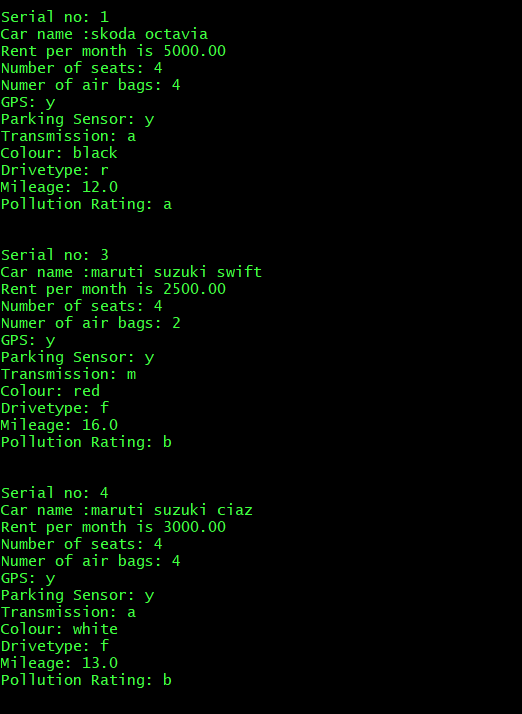 Serial no: 1
Car name :skoda octavia
Rent per month is 5000.00
Number of seats: 4
Numer of air bags: 4
GPS: y
Parking Sensor: y
Transmission: a
Colour: black
Drivetype: r
Mileage: 12.0
Pollution Rating: a
Serial no: 3
Car name :maruti suzuki swift
Rent per month is 2500.00
Number of seats: 4
Numer of air bags: 2
GPS: y
Parking Sensor: y
Transmission: m
Colour: red
Drivetype: f
Mileage: 16.0
Pollution Rating: b
Serial no: 4
Car name :maruti suzuki ciaz
Rent per month is 3000.00
Number of seats: 4
Numer of air bags: 4
GPS: y
Parking Sensor: y
Transmission: a
Colour: white
Drivetype: f
Mileage: 13.0
Pollution Rating: b